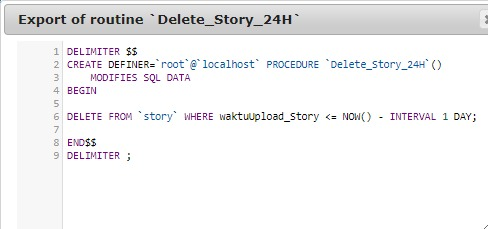 Export of routine `Delete_Story_24H`
1 DELIMITER $$
2 CREATE DEFINER=`root`@`localhost` PROCEDURE `Delete_Story_24H`()
3 MODIFIES SQL DATA
4 BEGIN
5
6 DELETE FROM `story` WHERE waktuUpload_Story <= NOW() - INTERVAL 1 DAY;
7
8 END$$
9 DELIMITER ;